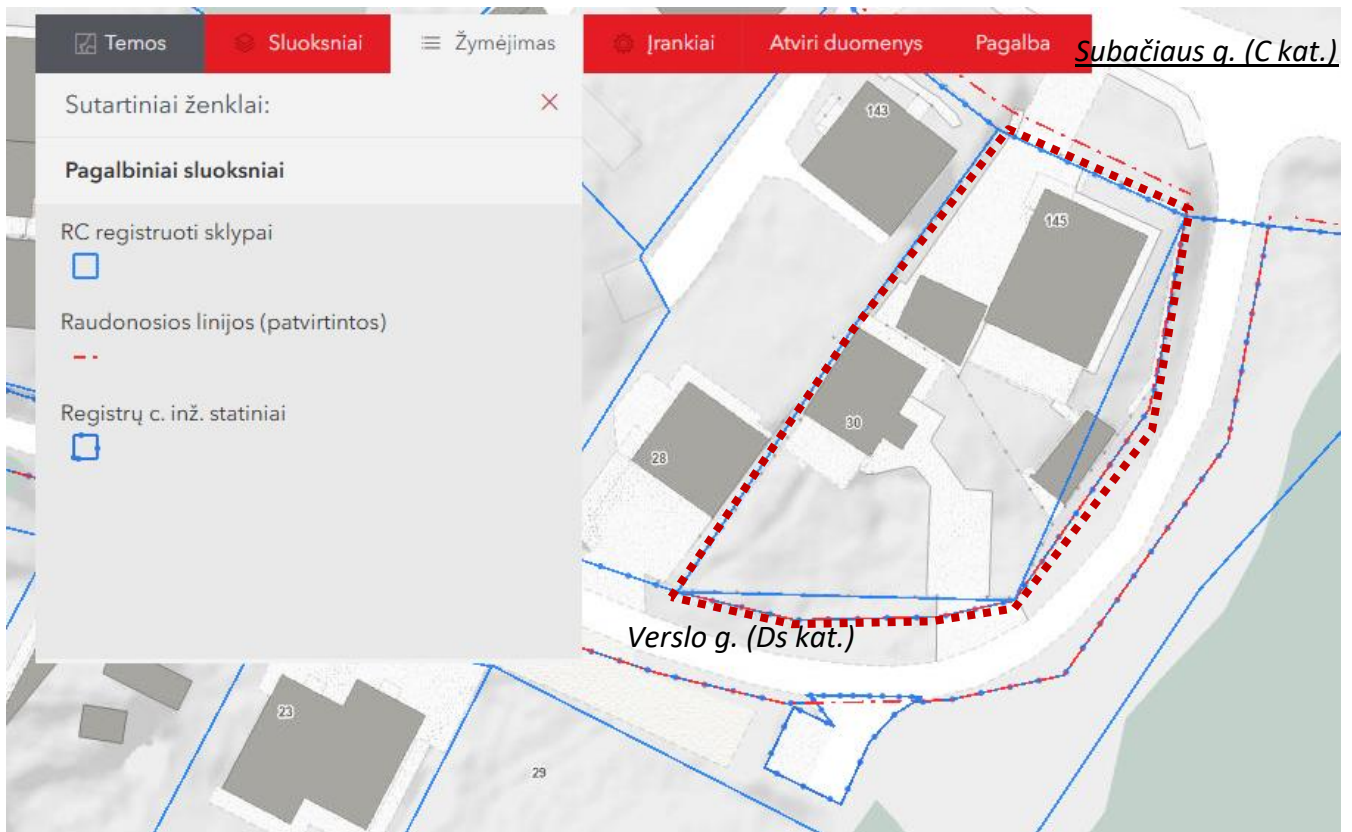 Temos
Sluoksniai
Žymėjimas
Įrankiai
Atviri duomenys
Pagalba
Subačiaus g. (C kat.)
Sutartiniai ženklai:
Pagalbiniai sluoksniai
RC registruoti sklypai
Raudonosios linijos (patvirtintos)
Registrų c. inž. statiniai
143
145
30
28
Verslo g. (Ds kat.)
23
29